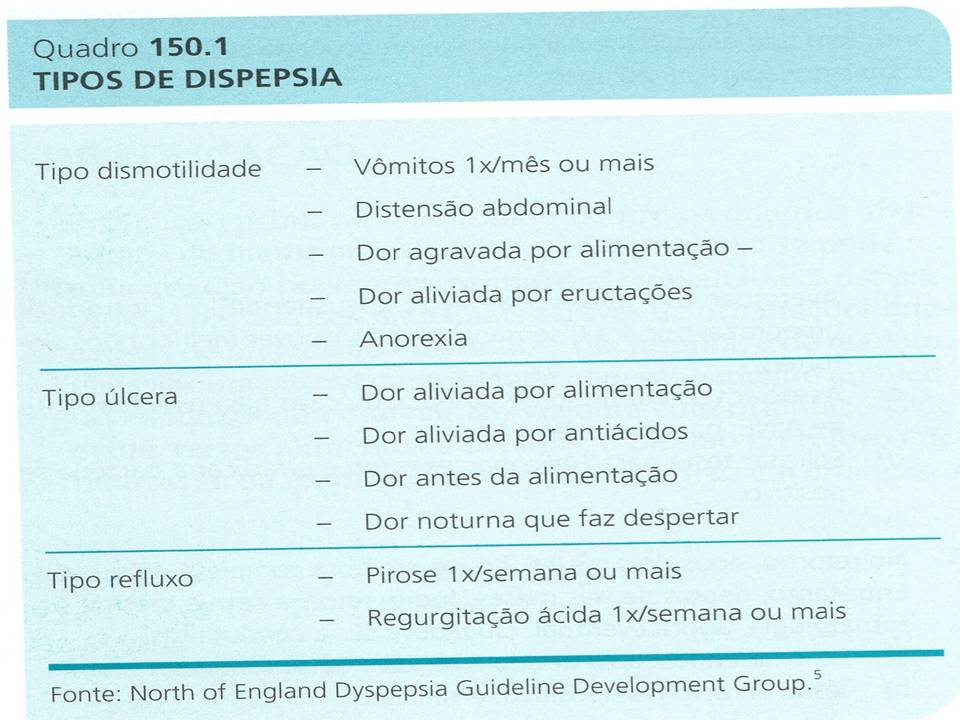 Quadro 150.1
TIPOS DE DISPEPSIA
Tipo dismotilidade – Vômitos 1x/mês ou mais
– Distensão abdominal
– Dor agravada por alimentação –
– Dor aliviada por eructações
– Anorexia
Tipo úlcera – Dor aliviada por alimentação
– Dor aliviada por antiácidos
– Dor antes da alimentação
– Dor noturna que faz despertar
Tipo refluxo – Pirose 1x/semana ou mais
– Regurgitação ácida 1x/semana ou mais
Fonte: North of England Dyspepsia Guideline Development Group.5